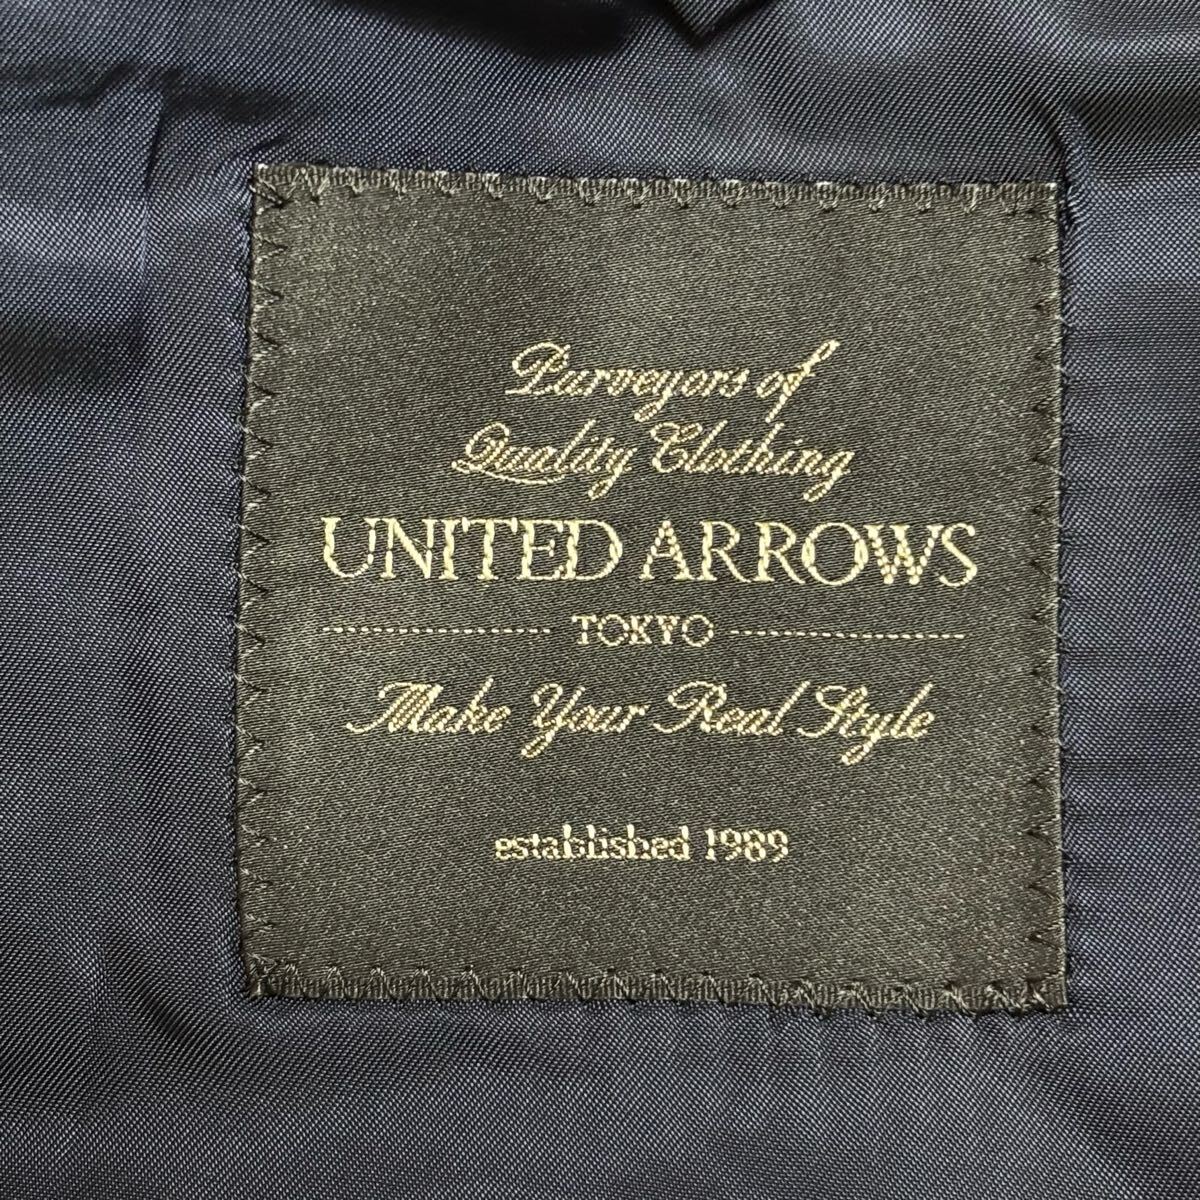 Purveyors of
Quality Clothing
UNITED ARROWS
TOKYO
Make Your Real Style
established 1989